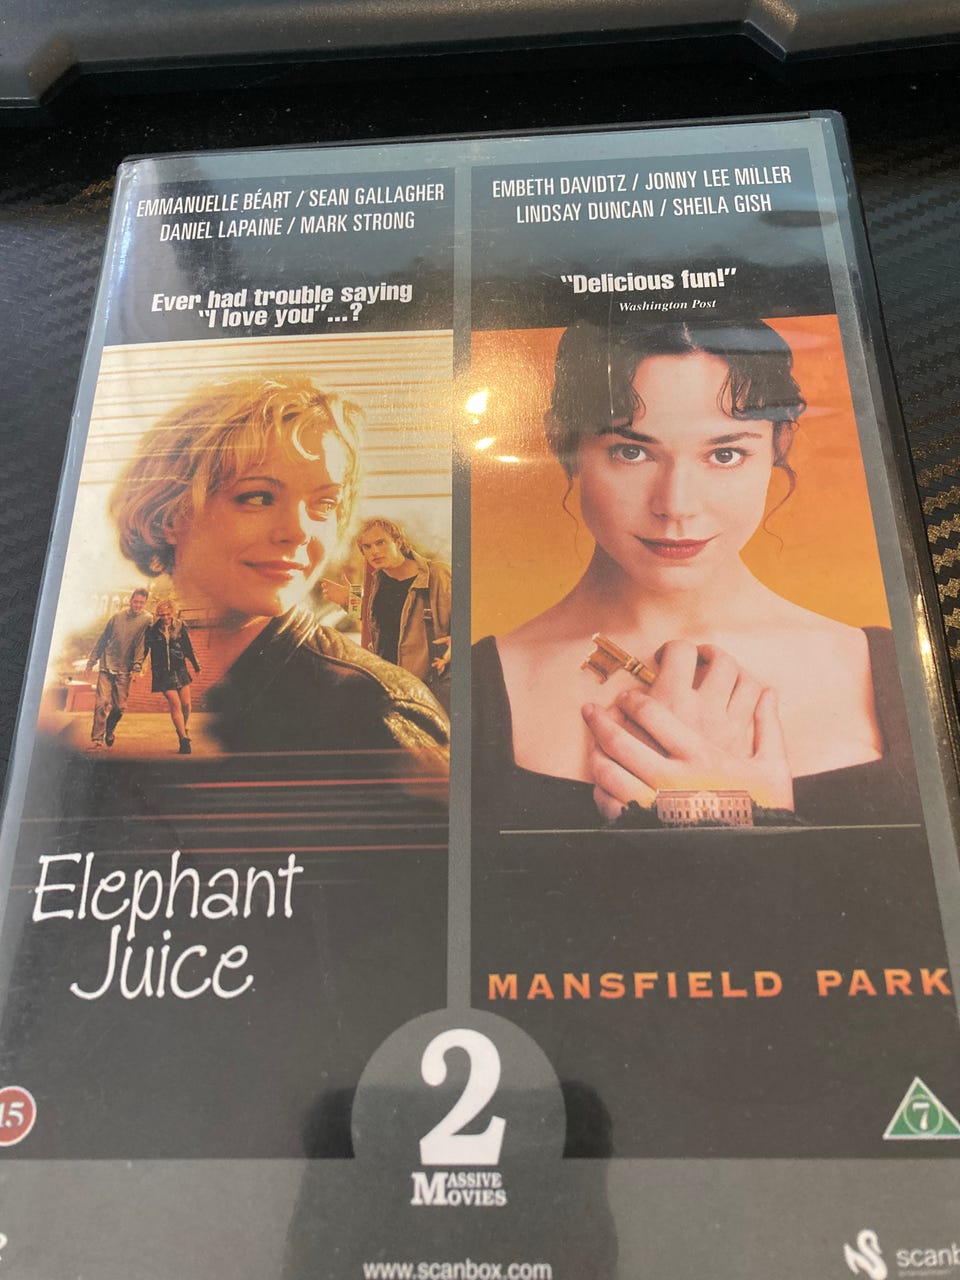 EMMANUELLE BÉART / SEAN GALLAGHER
DANIEL LAPAINE / MARK STRONG
Ever had trouble saying
"I love you"...?
Elephant
Juice
15
EMBETH DAVIDTZ / JONNY LEE MILLER
LINDSAY DUNCAN / SHEILA GISH
"Delicious fun!"
Washington Post
MANSFIELD PARK
7
2
MASSIVE
MOVIES
www.scanbox.com
scanb